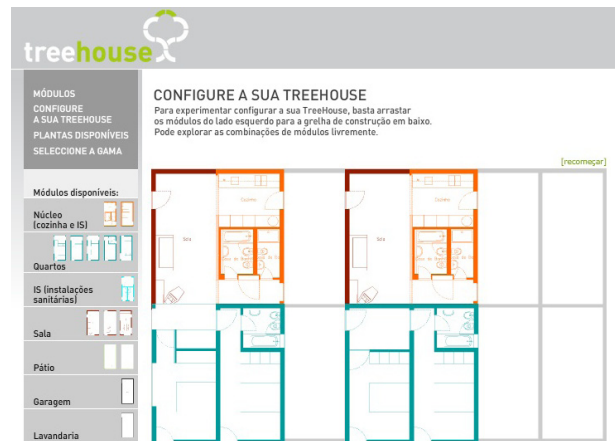 treehouse
MÓDULOS
CONFIGURE
A SUA TREEHOUSE
PLANTAS DISPONÍVEIS
SELECCIONE A GAMA
CONFIGURE A SUA TREEHOUSE
Para experimentar configurar a sua TreeHouse, basta arrastar
os módulos do lado esquerdo para a grelha de construção em baixo.
Pode explorar as combinações de módulos livremente.
[recomeçar]
Módulos disponíveis:
Núcleo
(cozinha e IS)
Quartos
IS (instalações
sanitárias)
Sala
Pátio
Garagem
Lavandaria
Sala
Cozinha
Sala
Cozinha